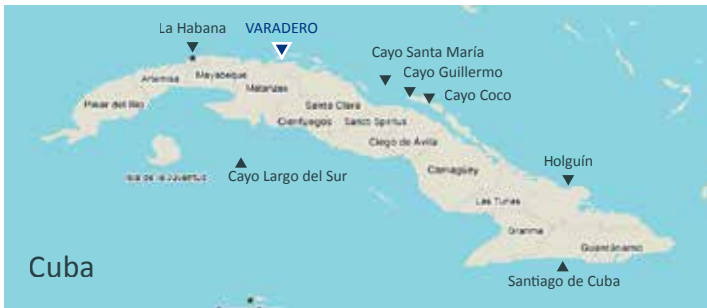 La Habana
VARADERO
Cayo Santa María
Cayo Guillermo
Cayo Coco
Artemisa
Mayabeque
Matanzas
Pinar del Río
Santa Clara
Cienfuegos
Sancti Spíritus
Ciego de Ávila
Isla de la Juventud
Cayo Largo del Sur
Camagüey
Holguín
Las Tunas
Granma
Guantánamo
Cuba
Santiago de Cuba